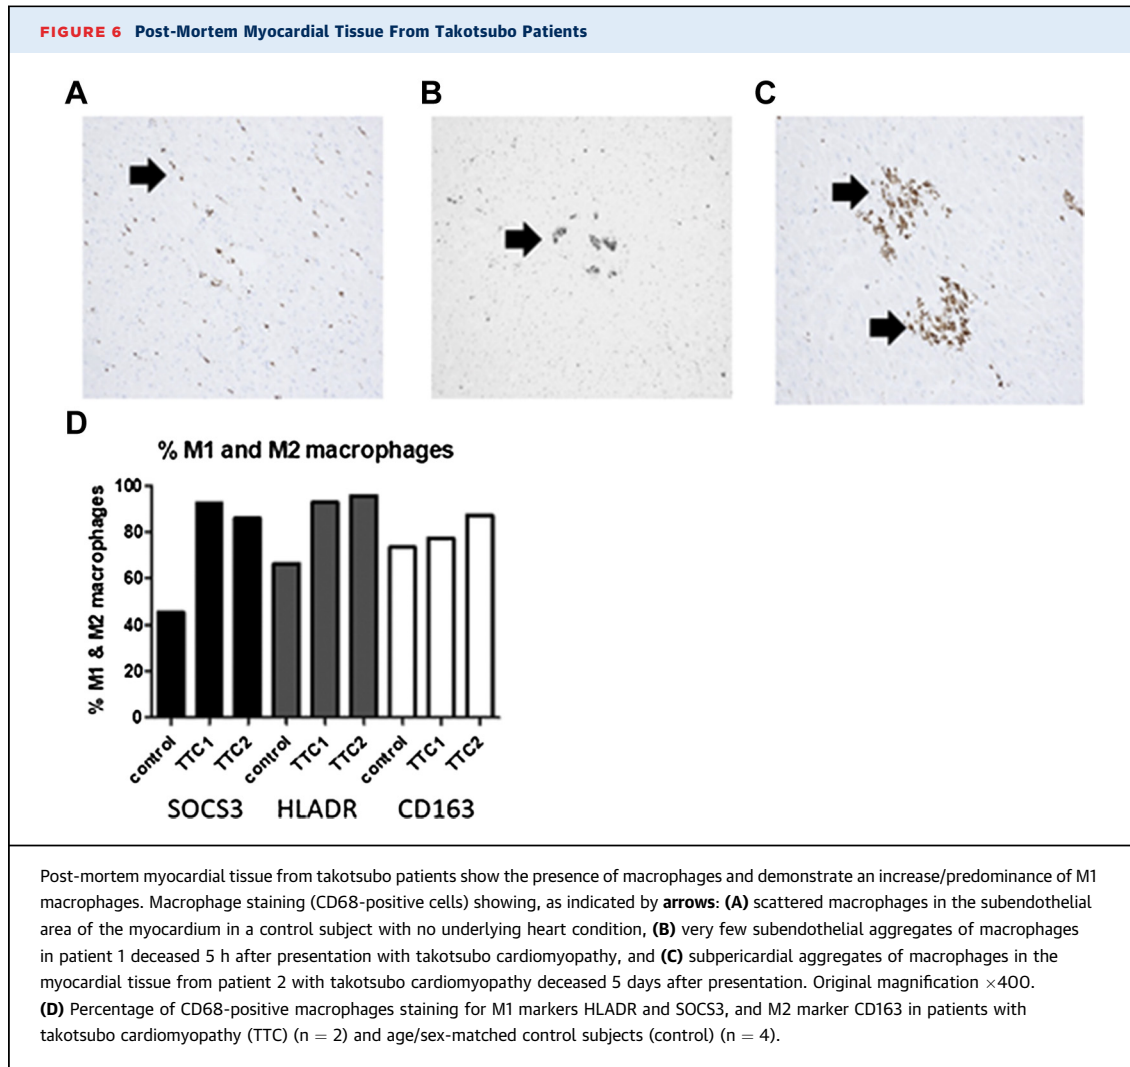 FIGURE 6 Post-Mortem Myocardial Tissue From Takotsubo Patients
A
B
C
D
% M1 and M2 macrophages
% M1 & M2 macrophages
100
80
60
40
20
0
control
TTC1
TTC2
control
TTC1
TTC2
control
TTC1
TTC2
SOCS3 HLADR CD163
Post-mortem myocardial tissue from takotsubo patients show the presence of macrophages and demonstrate an increase/predominance of M1
macrophages. Macrophage staining (CD68-positive cells) showing, as indicated by arrows: (A) scattered macrophages in the subendothelial
area of the myocardium in a control subject with no underlying heart condition, (B) very few subendothelial aggregates of macrophages
in patient 1 deceased 5 h after presentation with takotsubo cardiomyopathy, and (C) subpericardial aggregates of macrophages in the
myocardial tissue from patient 2 with takotsubo cardiomyopathy deceased 5 days after presentation. Original magnification ×400.
(D) Percentage of CD68-positive macrophages staining for M1 markers HLADR and SOCS3, and M2 marker CD163 in patients with
takotsubo cardiomyopathy (TTC) (n = 2) and age/sex-matched control subjects (control) (n = 4).